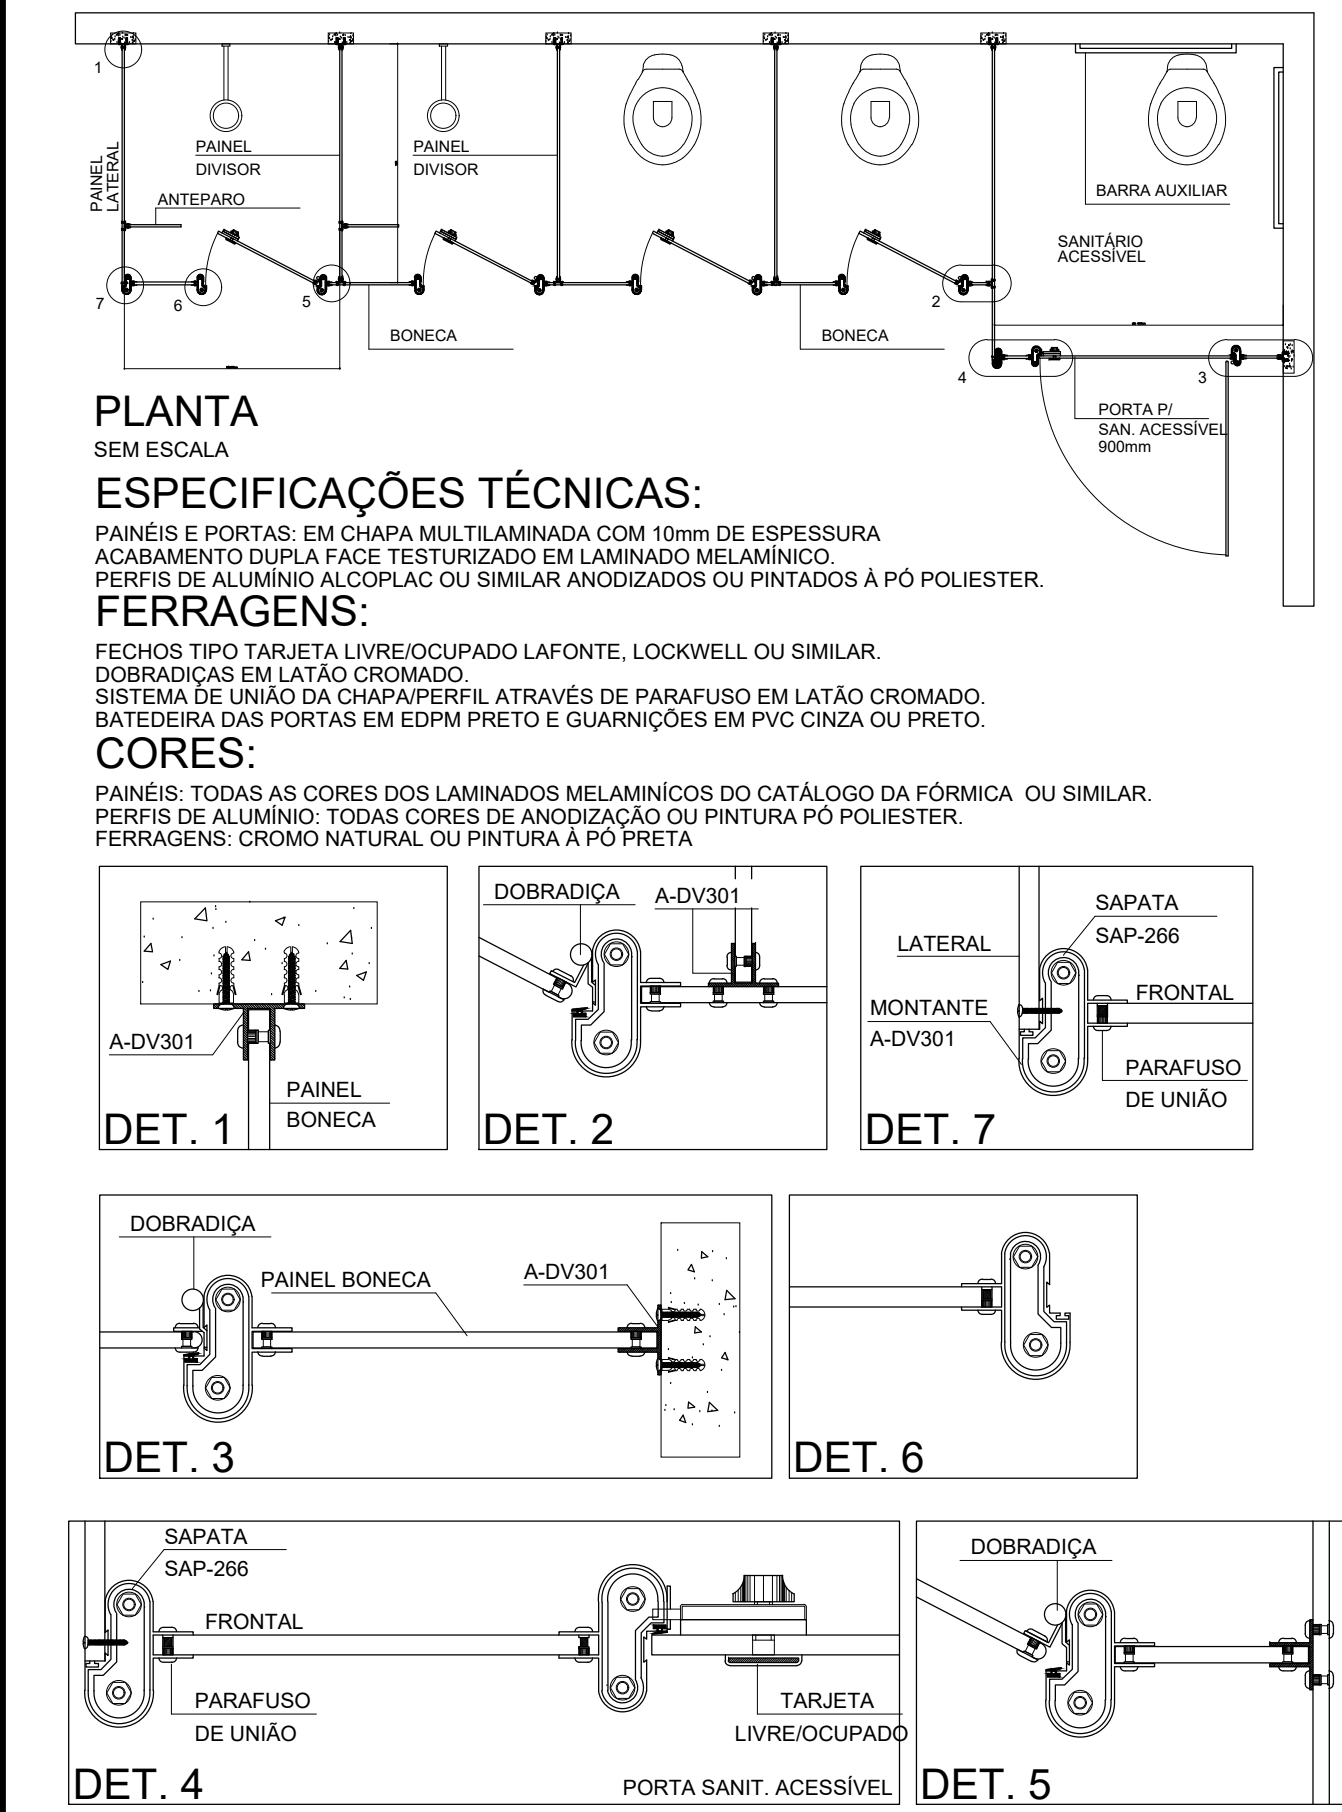 1
PAINEL
LATERAL
PAINEL
DIVISOR
PAINEL
DIVISOR
ANTEPARO
BARRA AUXILIAR
SANITÁRIO
ACESSÍVEL
7
6
5
2
BONECA
BONECA
4
3
PORTA P/
SAN. ACESSÍVEL
900mm
PLANTA
SEM ESCALA
ESPECIFICAÇÕES TÉCNICAS:
PAINÉIS E PORTAS: EM CHAPA MULTILAMINADA COM 10mm DE ESPESSURA
ACABAMENTO DUPLA FACE TESTURIZADO EM LAMINADO MELAMÍNICO.
PERFIS DE ALUMÍNIO ALCOPLAC OU SIMILAR ANODIZADOS OU PINTADOS À PÓ POLIESTER.
FERRAGENS:
FECHOS TIPO TARJETA LIVRE/OCUPADO LAFONTE, LOCKWELL OU SIMILAR.
DOBRADIÇAS EM LATÃO CROMADO.
SISTEMA DE UNIÃO DA CHAPA/PERFIL ATRAVÉS DE PARAFUSO EM LATÃO CROMADO.
BATEDEIRA DAS PORTAS EM EDPM PRETO E GUARNIÇÕES EM PVC CINZA OU PRETO.
CORES:
PAINÉIS: TODAS AS CORES DOS LAMINADOS MELAMINÍCOS DO CATÁLOGO DA FÓRMICA OU SIMILAR.
PERFIS DE ALUMÍNIO: TODAS CORES DE ANODIZAÇÃO OU PINTURA PÓ POLIESTER.
FERRAGENS: CROMO NATURAL OU PINTURA À PÓ PRETA
A-DV301
PAINEL
BONECA
DET. 1
DOBRADIÇA
A-DV301
DET. 2
SAPATA
SAP-266
LATERAL
FRONTAL
MONTANTE
A-DV301
PARAFUSO
DE UNIÃO
DET. 7
DOBRADIÇA
PAINEL BONECA
A-DV301
DET. 3
DET. 6
SAPATA
SAP-266
FRONTAL
PARAFUSO
DE UNIÃO
TARJETA
LIVRE/OCUPADO
DET. 4
PORTA SANIT. ACESSÍVEL
DOBRADIÇA
DET. 5